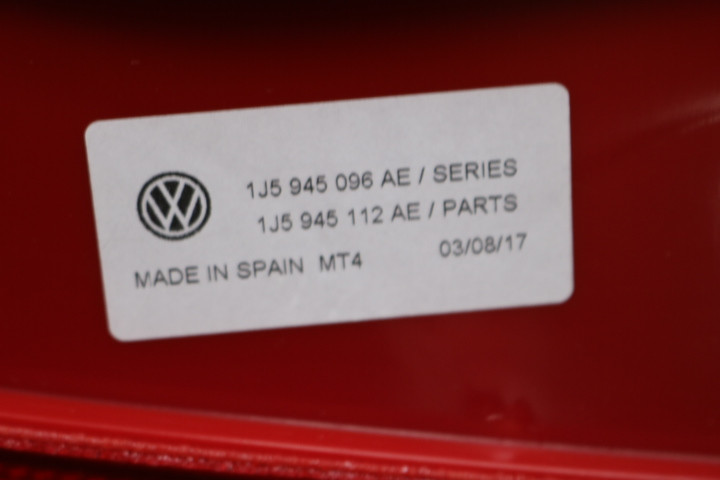 1J5 945 096 AE / SERIES
1J5 945 112 AE / PARTS
MADE IN SPAIN MT4 03/08/17